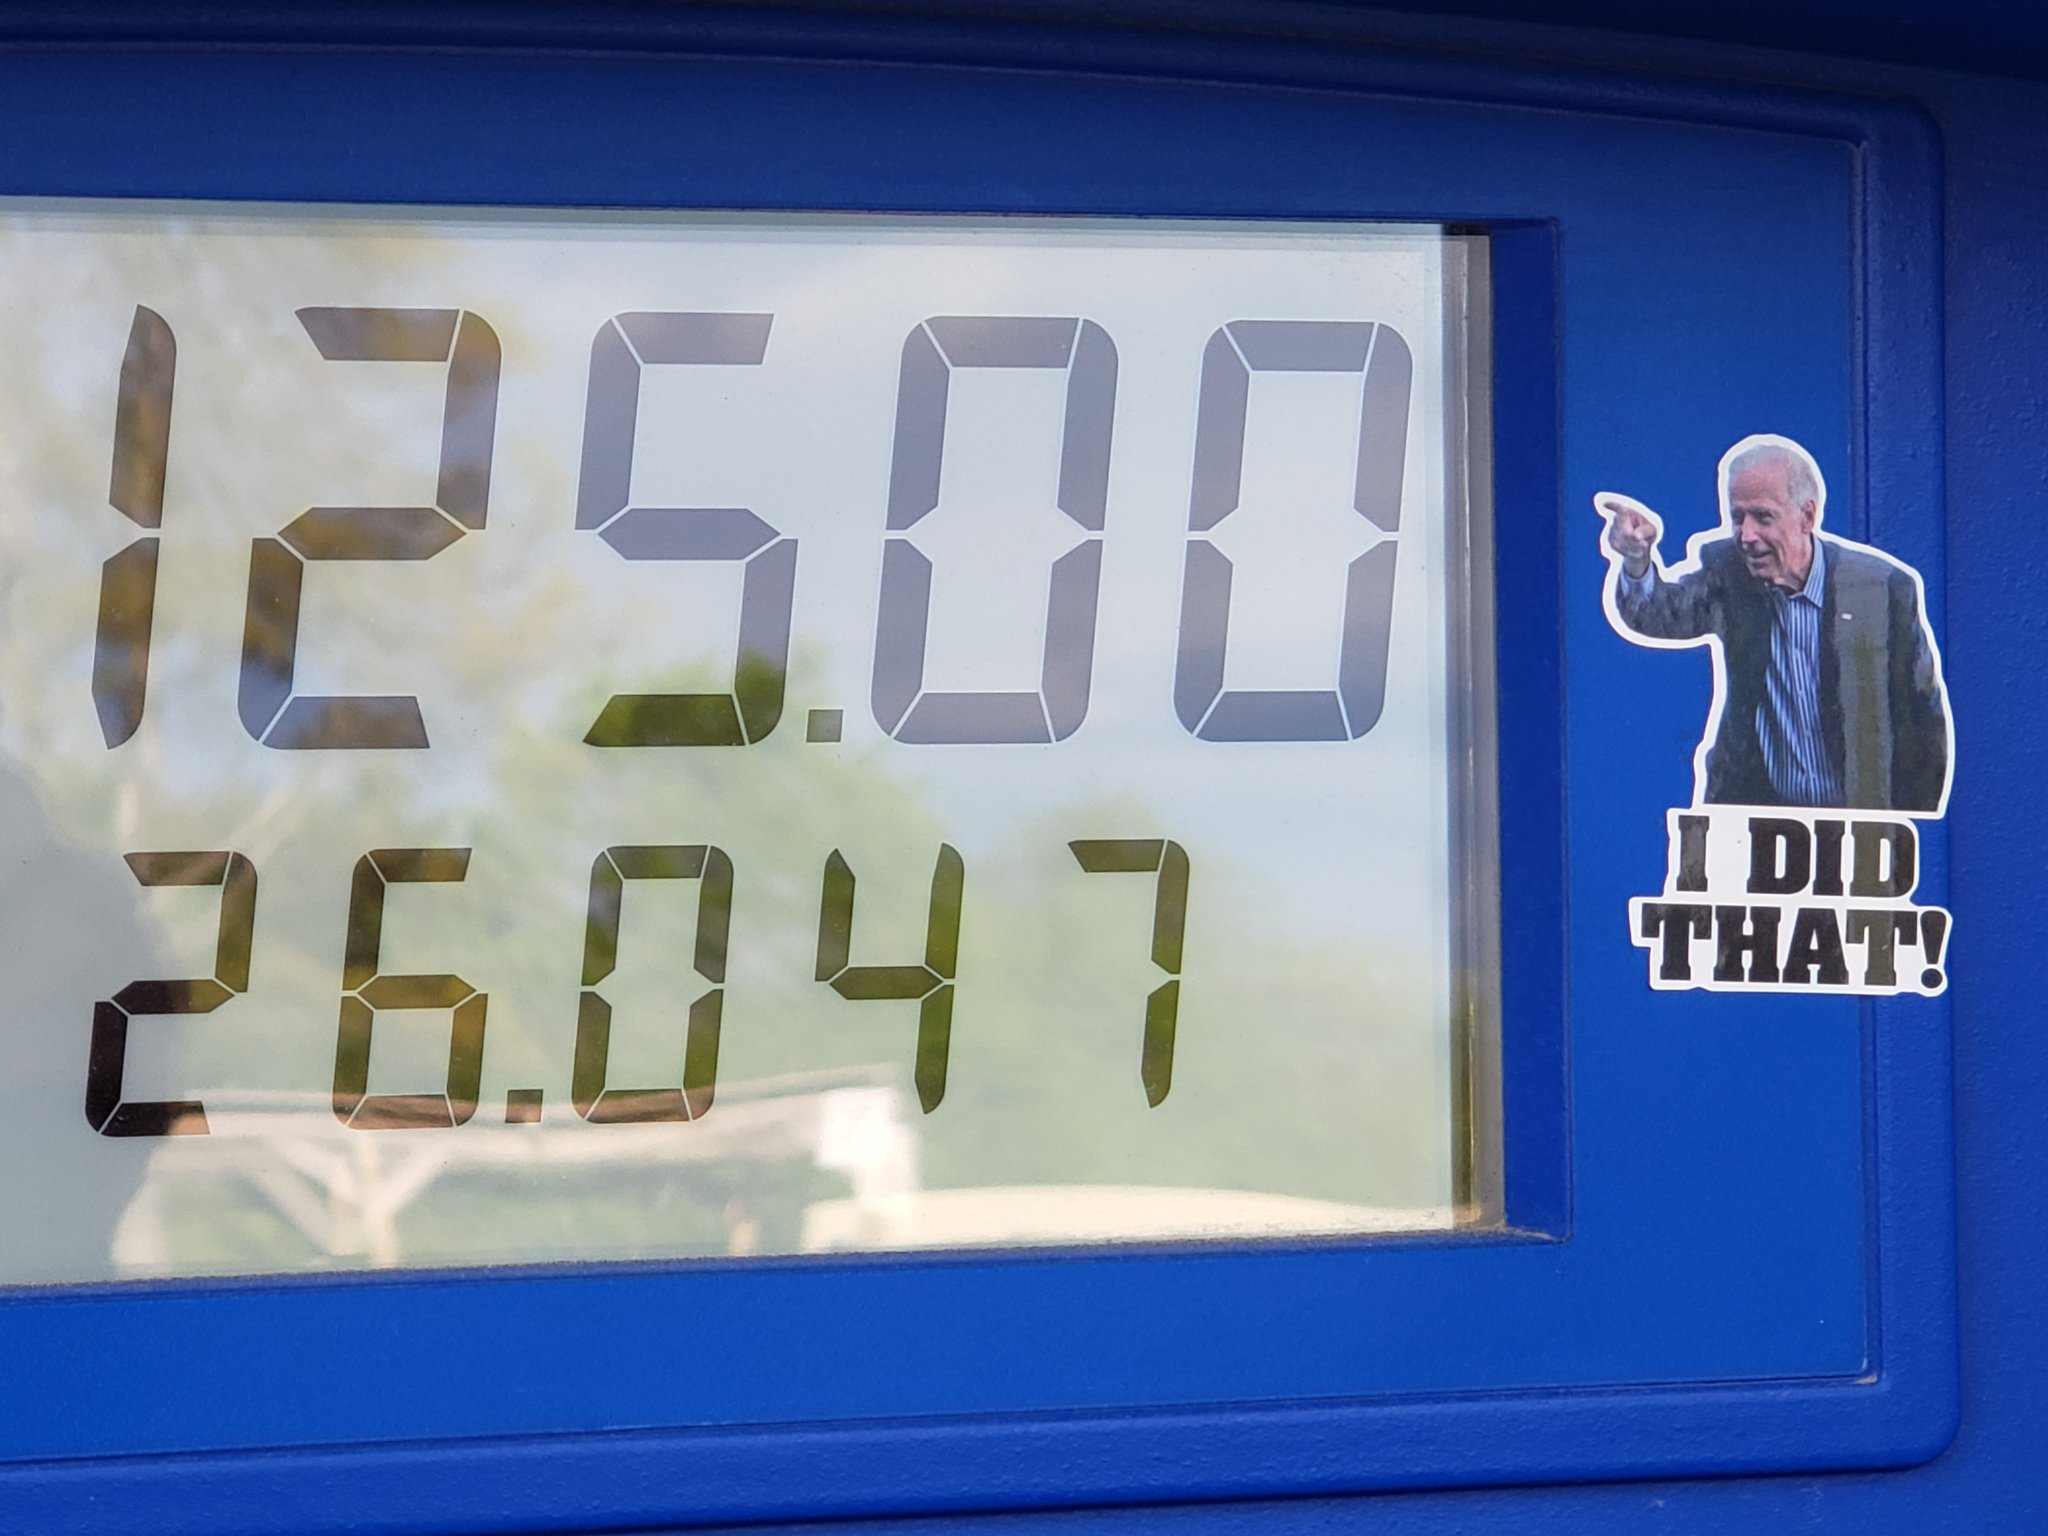 125.00
26.047
I DID
THAT!